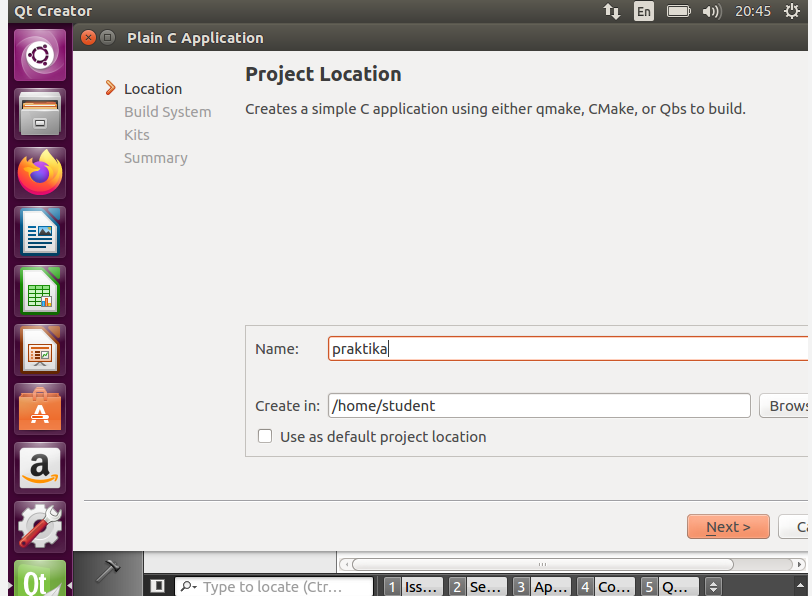 Qt Creator
En
20:45
Plain C Application
Location
Build System
Kits
Summary
Project Location
Creates a simple C application using either qmake, CMake, or Qbs to build.
Name: praktika
Create in: /home/student
Brows
Use as default project location
Next >
Ca
Type to locate (Ctr...
1 Iss...
2 Se...
3 Ap...
4 Co...
5 Q...
A
a
Qt